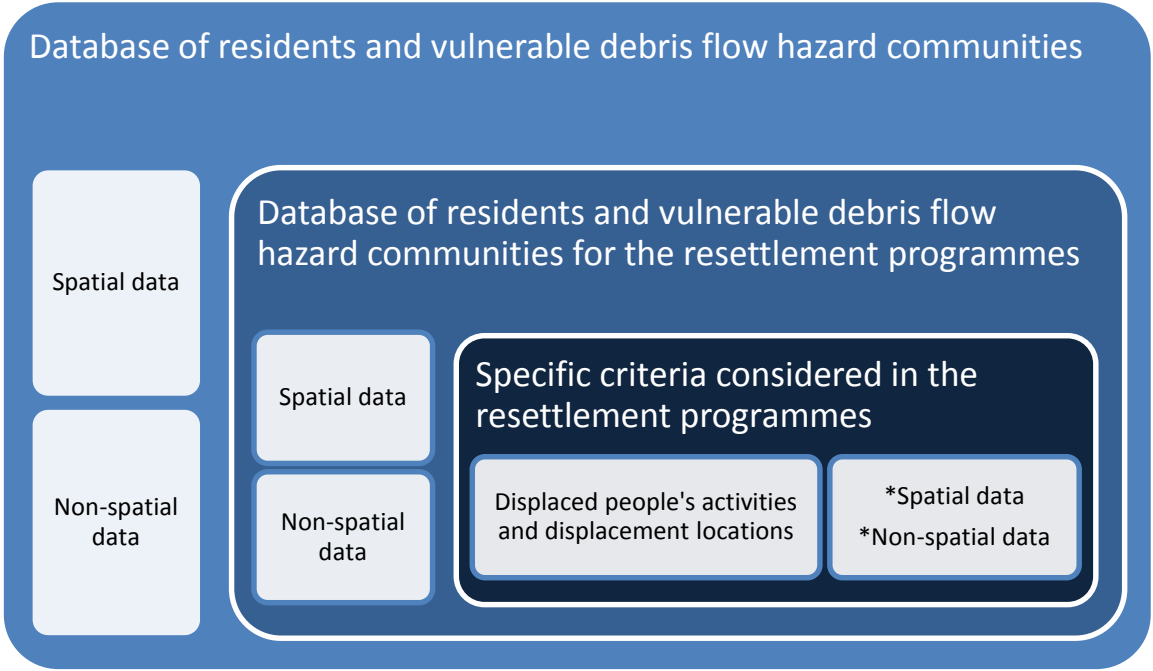 Database of residents and vulnerable debris flow hazard communities
Spatial data
Non-spatial
data
Database of residents and vulnerable debris flow
hazard communities for the resettlement programmes
Spatial data
Non-spatial
data
Specific criteria considered in the
resettlement programmes
Displaced people's activities
and displacement locations
*Spatial data
*Non-spatial data